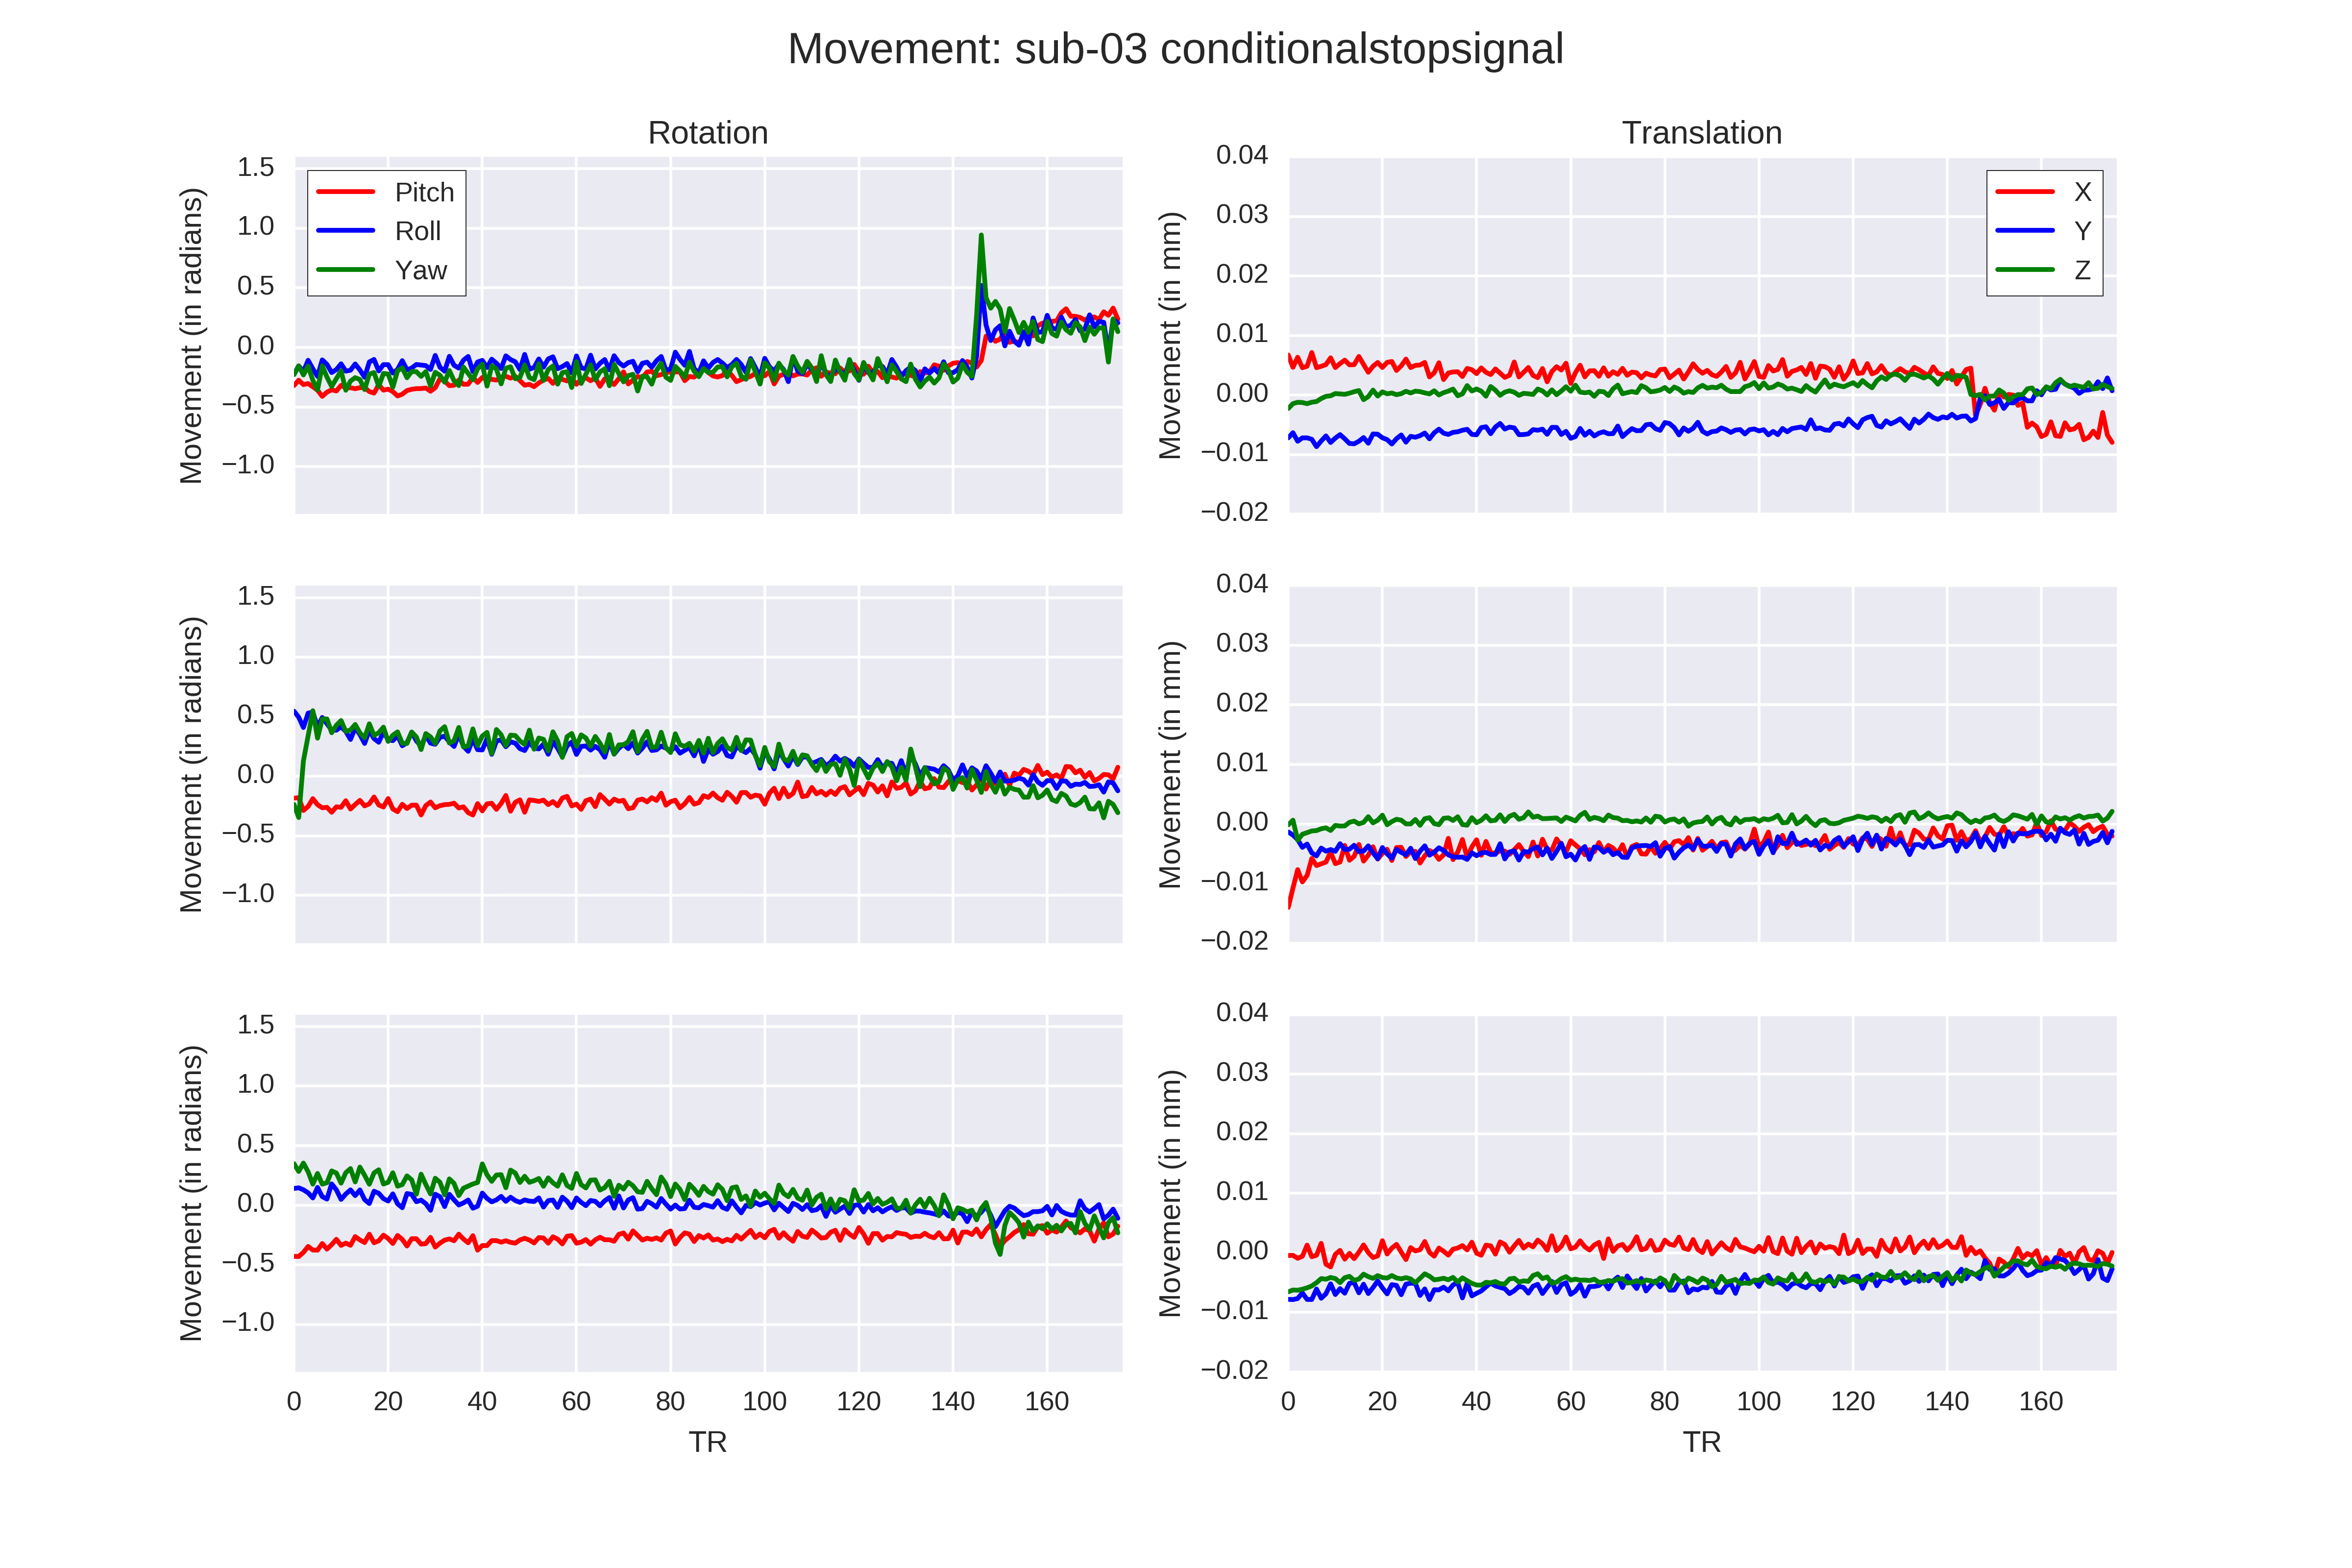 Movement: sub-03 conditionalstopsignal
Rotation
Translation
Movement (in radians)
1.5
1.0
0.5
0.0
−0.5
−1.0
Pitch
Roll
Yaw
Movement (in mm)
0.04
0.03
0.02
0.01
0.00
−0.01
−0.02
X
Y
Z
Movement (in radians)
1.5
1.0
0.5
0.0
−0.5
−1.0
Movement (in mm)
0.04
0.03
0.02
0.01
0.00
−0.01
−0.02
Movement (in radians)
1.5
1.0
0.5
0.0
−0.5
−1.0
0 20 40 60 80 100 120 140 160
TR
Movement (in mm)
0.04
0.03
0.02
0.01
0.00
−0.01
−0.02
0 20 40 60 80 100 120 140 160
TR